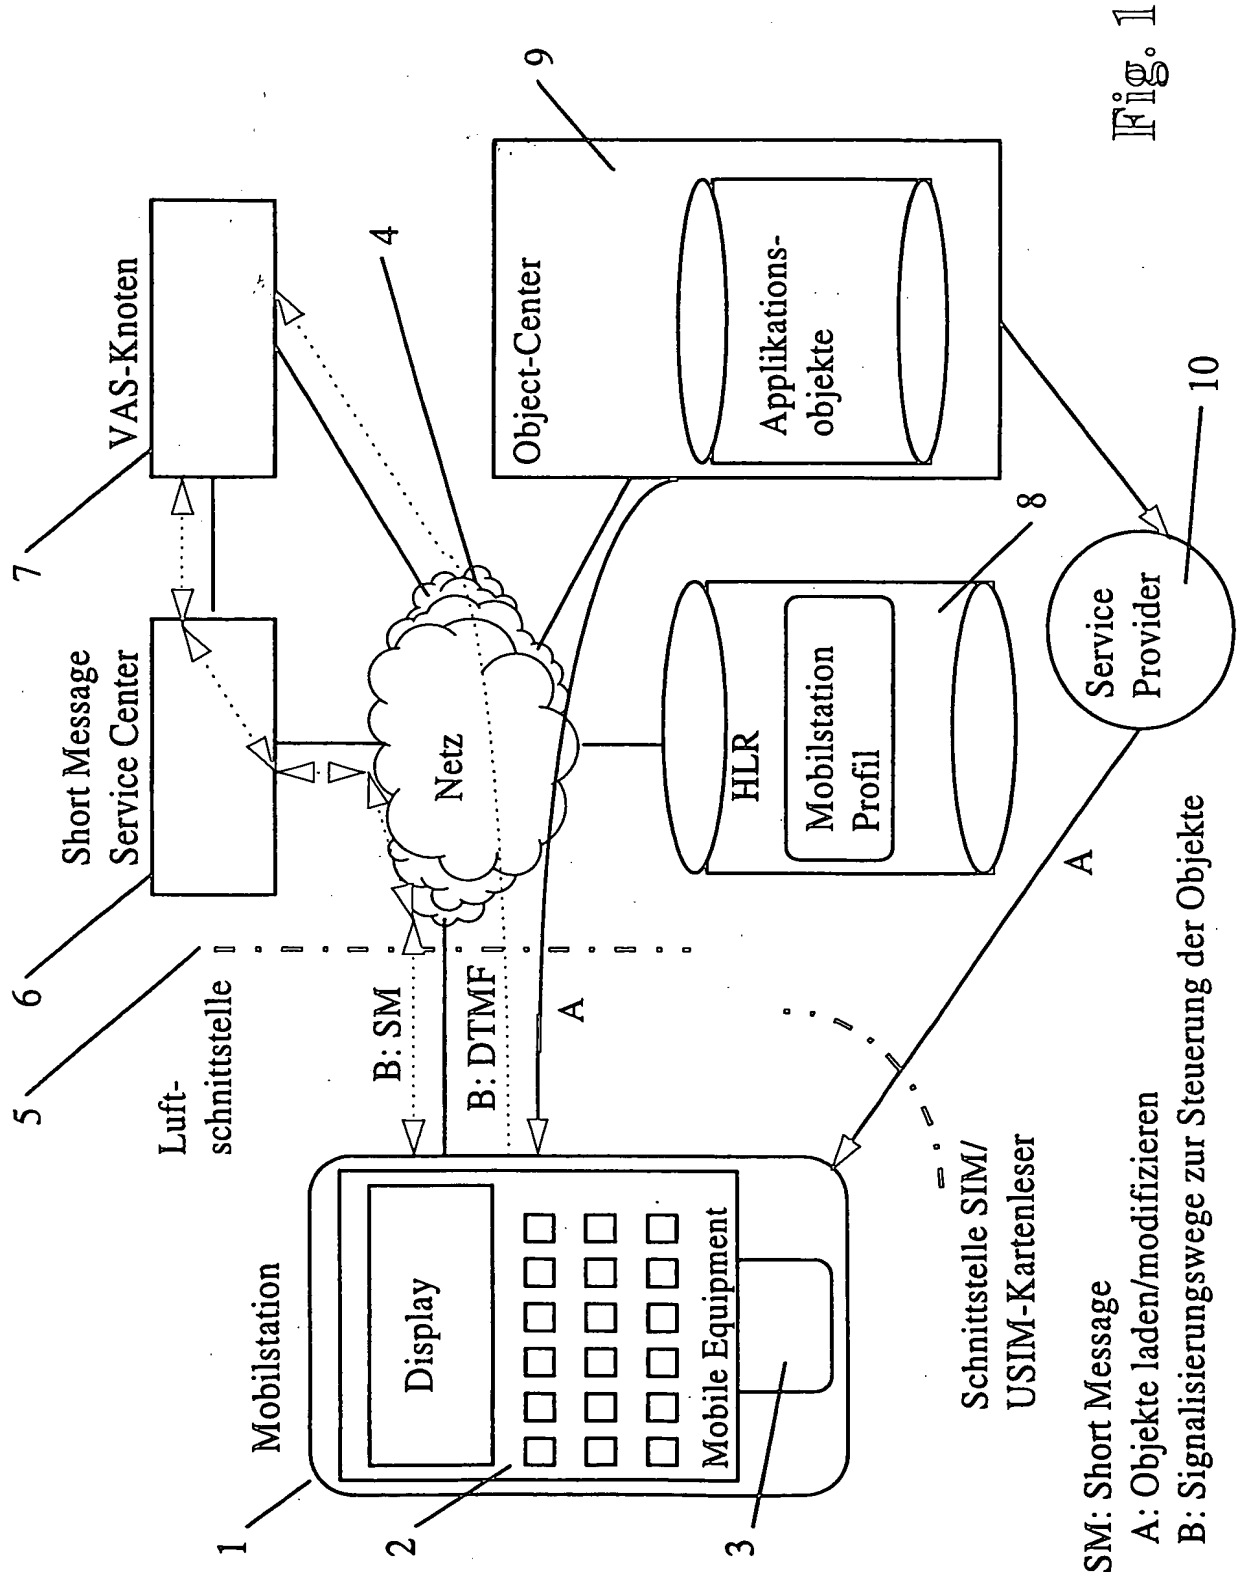 7
VAS-Knoten
6
Short Message
Service Center
5
Luft-
schnittstelle
Mobilstation
1
Display
2
Mobile Equipment
3
B: SM
B: DTMF
A
Netz
4
9
Object-Center
Applikations-
objekte
HLR
Mobilstation
Profil
8
Service
Provider
10
A
Schnittstelle SIM/
USIM-Kartenleser
SM: Short Message
A: Objekte laden/modifizieren
B: Signalisierungswege zur Steuerung der Objekte
Fig. 1